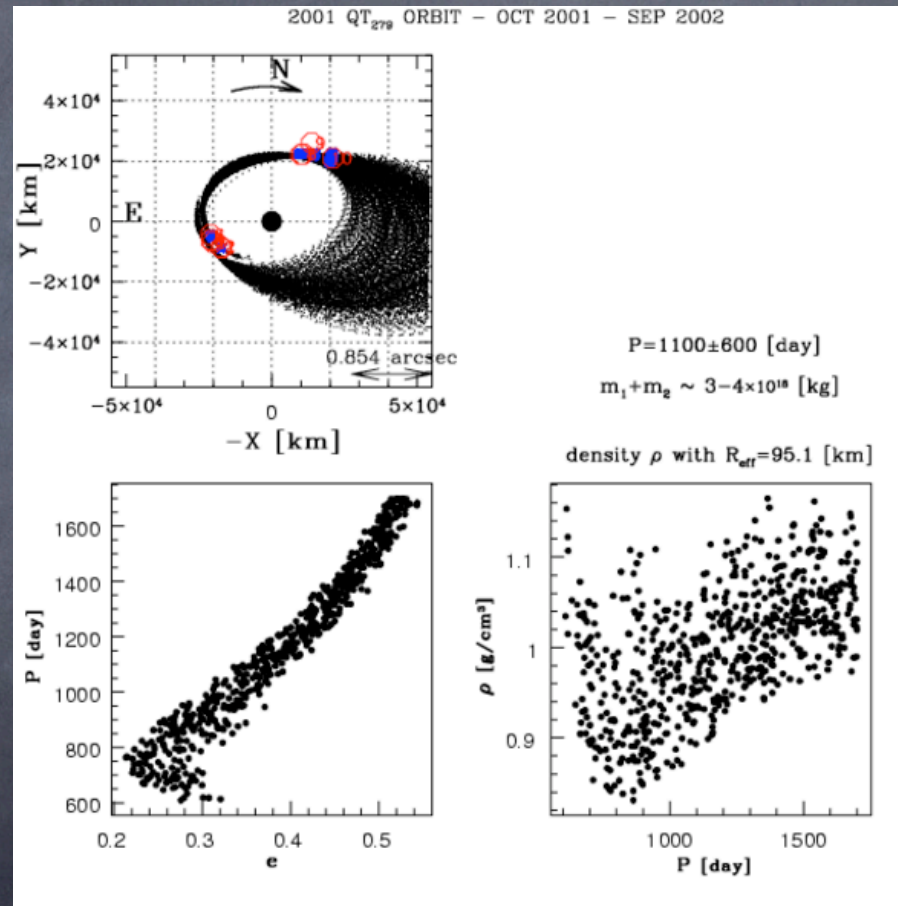 2001 QT₂₇₉ ORBIT – OCT 2001 – SEP 2002
N
4×10⁴
2×10⁴
0
−2×10⁴
−4×10⁴
Y [km]
E
9
0
0.854 arcsec
−5×10⁴
0
5×10⁴
−X [km]
P=1100±600 [day]
m₁+m₂ ~ 3−4×10¹⁸ [kg]
density ρ with R_eff=95.1 [km]
1600
1400
1200
1000
800
600
P [day]
0.2
0.3
0.4
0.5
e
1.1
1
0.9
ρ [g/cm³]
1000
1500
P [day]